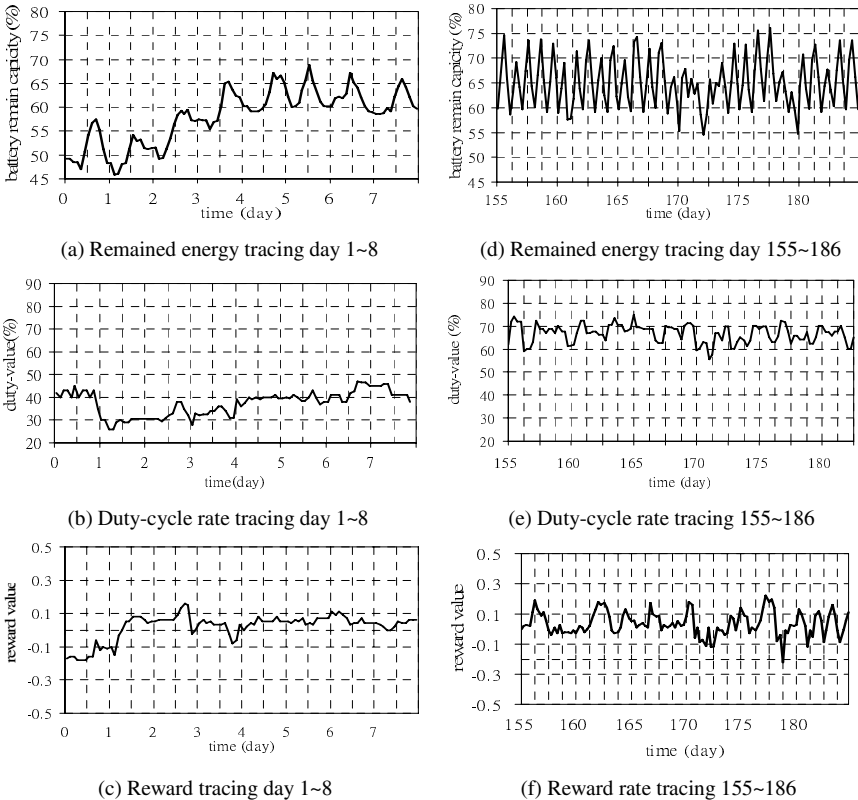 battery remain capicity (%)
80
75
70
65
60
55
50
45
0 1 2 3 4 5 6 7
time (day)
(a) Remained energy tracing day 1~8
battery remain capicity (%)
80
75
70
65
60
55
50
45
155 160 165 170 175 180
time (day)
(d) Remained energy tracing day 155~186
duty-value(%)
90
80
70
60
50
40
30
20
0 1 2 3 4 5 6 7
time(day)
(b) Duty-cycle rate tracing day 1~8
duty-value (%)
90
80
70
60
50
40
30
20
155 160 165 170 175 180
time (day)
(e) Duty-cycle rate tracing 155~186
reward value
0.5
0.3
0.1
-0.1
-0.3
-0.5
0 1 2 3 4 5 6 7
time (day)
(c) Reward tracing day 1~8
reward value
0.5
0.3
0.1
-0.1
-0.3
-0.5
155 160 165 170 175 180
time (day)
(f) Reward rate tracing 155~186